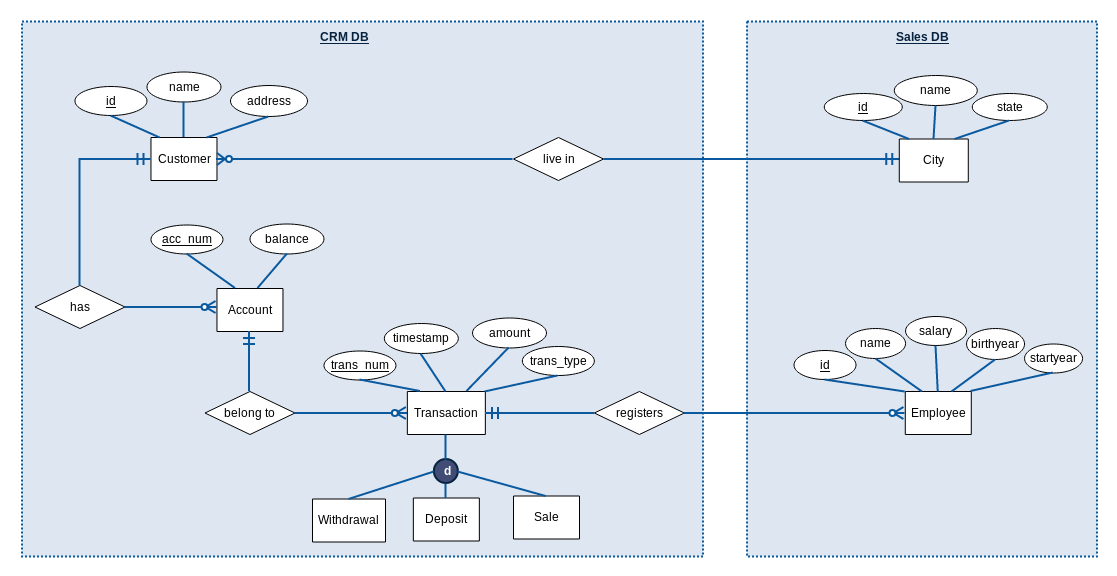 CRM DB
Sales DB
id
name
address
id
name
state
Customer
live in
City
acc_num
balance
has
Account
trans_num
timestamp
amount
trans_type
id
name
salary
birthyear
startyear
belong to
Transaction
registers
Employee
d
Withdrawal
Deposit
Sale